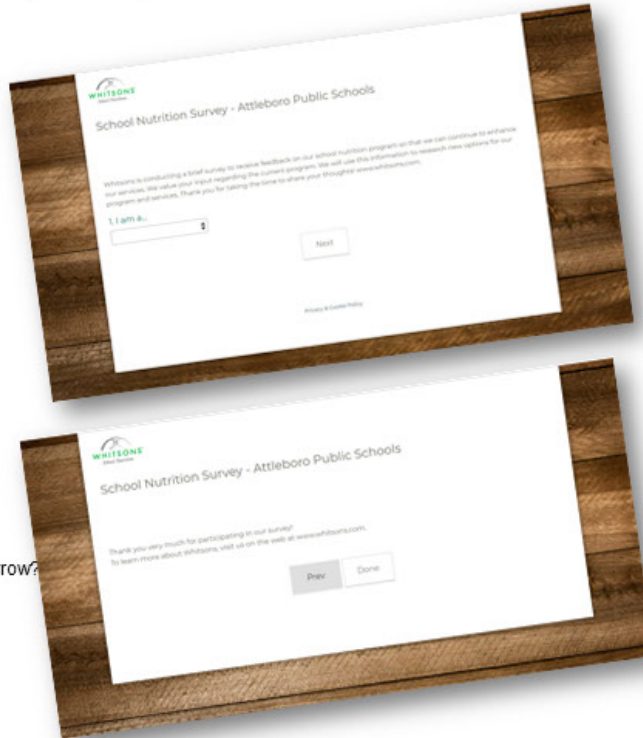 WHITSONS
School Nutrition
School Nutrition Survey - Attleboro Public Schools
Whitsons is conducting a brief survey to receive feedback on our school nutrition program so that we can continue to enhance
our services. We value your input regarding the current program. We will use this information to research new options for our
program and services. Thank you for taking the time to share your thoughts! www.whitsons.com.
1. I am a...
Next
Privacy & Cookie Policy
WHITSONS
School Nutrition
School Nutrition Survey - Attleboro Public Schools
Thank you very much for participating in our survey!
To learn more about Whitsons, visit us on the web at www.whitsons.com.
row?
Prev
Done